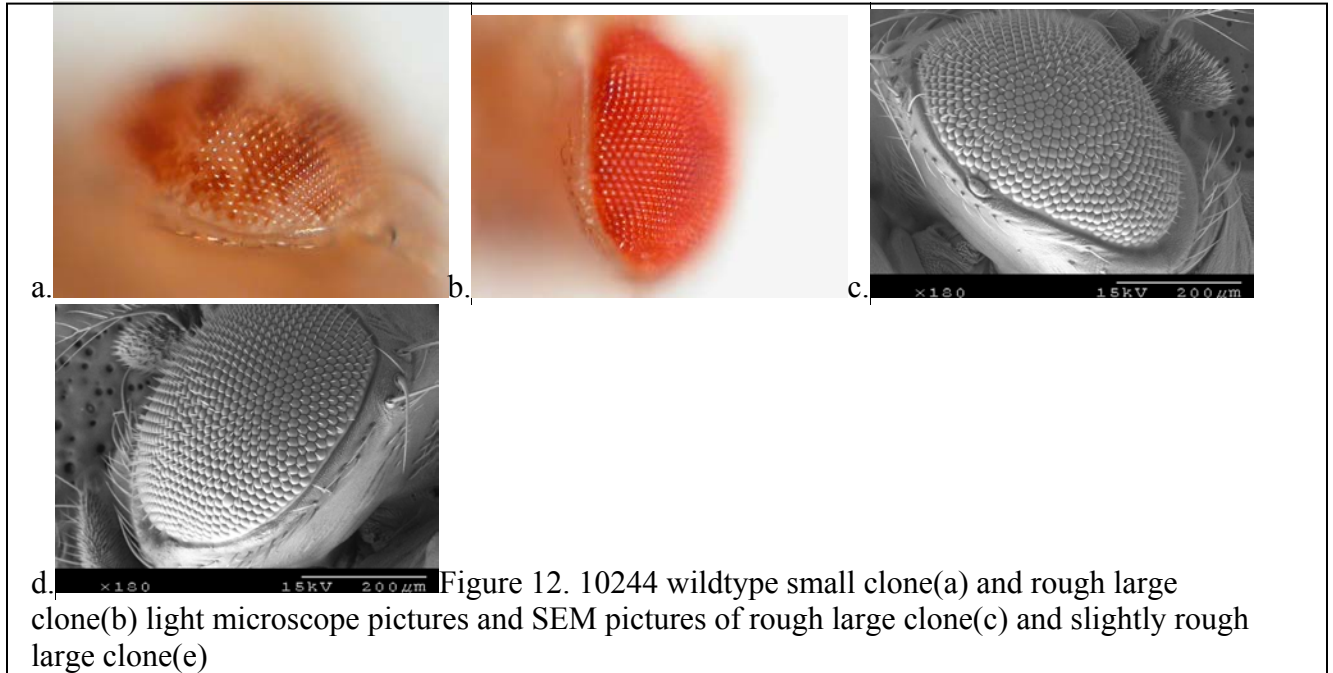 a. b. c.
×180 15kV 200µm
d. ×180 15kV 200µm Figure 12. 10244 wildtype small clone(a) and rough large
clone(b) light microscope pictures and SEM pictures of rough large clone(c) and slightly rough
large clone(e)